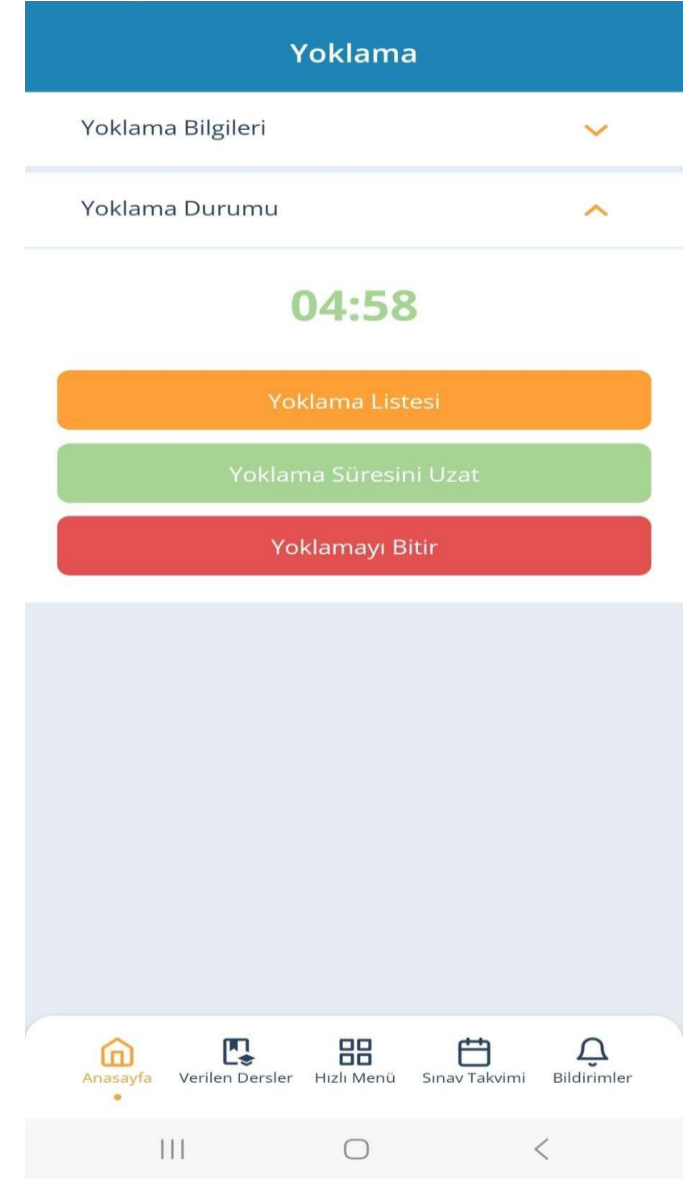 Yoklama
Yoklama Bilgileri
Yoklama Durumu
04:58
Yoklama Listesi
Yoklama Süresini Uzat
Yoklamayı Bitir
Anasayfa Verilen Dersler Hızlı Menü Sınav Takvimi Bildirimler